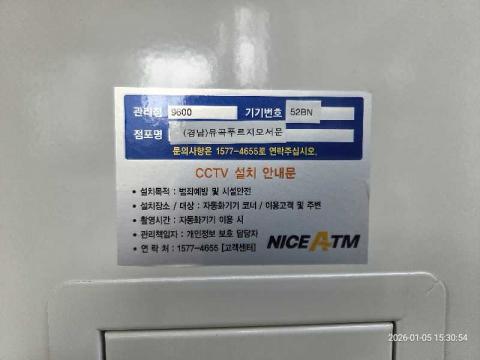 관리점 9600 기기번호 52BN
점포명 (경남)유곡푸르지오서문
문의사항은 1577-4655로 연락주십시오.
CCTV 설치 안내문
• 설치목적 : 범죄예방 및 시설안전
• 설치장소 / 대상 : 자동화기기 코너 / 이용고객 및 주변
• 촬영시간 : 자동화기기 이용 시
• 관리책임자 : 개인정보 보호 담당자
• 연 락 처 : 1577-4655 [고객센터]
NICE ATM
2026-01-05 15:30:54